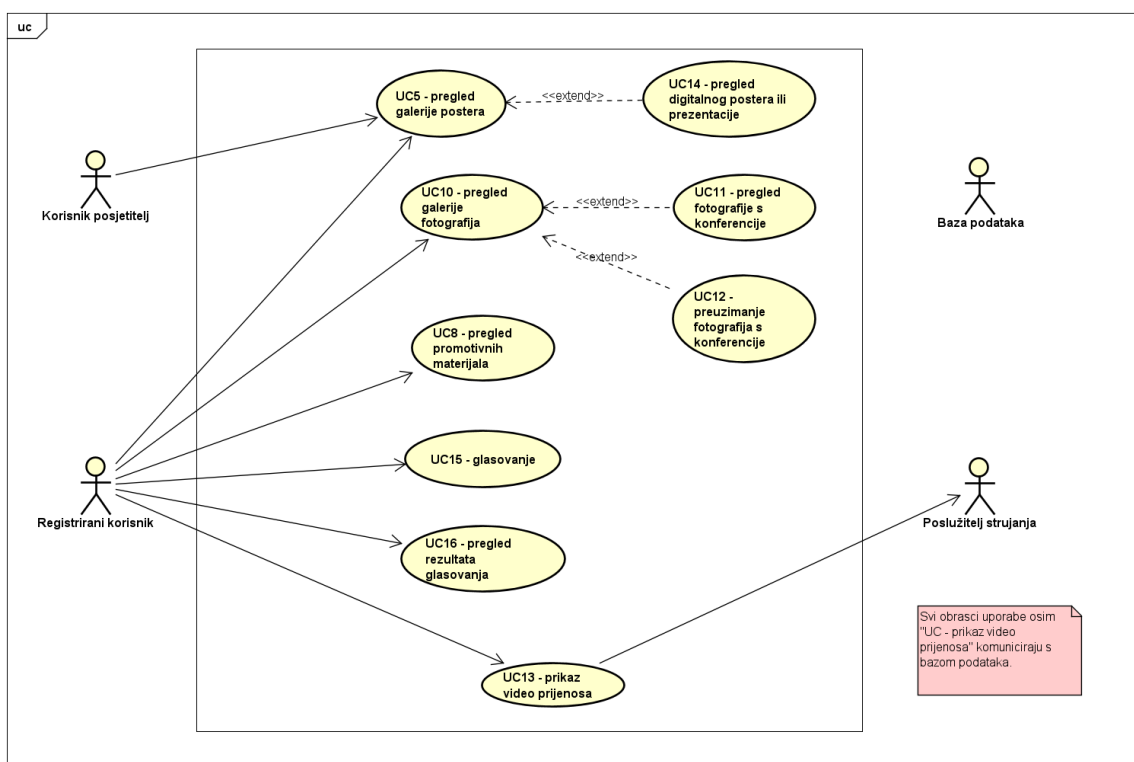 uc
UC5 - pregled
galerije postera
<<extend>>
UC14 - pregled
digitalnog postera ili
prezentacije
Korisnik posjetitelj
UC10 - pregled
galerije
fotografija
<<extend>>
UC11 - pregled
fotografije s
konferencije
Baza podataka
<<extend>>
UC12 -
preuzimanje
fotografija s
konferencije
UC8 - pregled
promotivnih
materijala
UC15 - glasovanje
Registrirani korisnik
Poslužitelj strujanja
UC16 - pregled
rezultata
glasovanja
Svi obrasci uporabe osim
"UC - prikaz video
prijenosa" komuniciraju s
bazom podataka.
UC13 - prikaz
video prijenosa